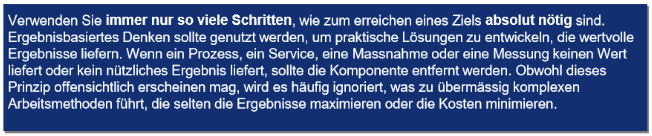 Verwenden Sie immer nur so viele Schritten, wie zum erreichen eines Ziels absolut nötig sind.
Ergebnisbasiertes Denken sollte genutzt werden, um praktische Lösungen zu entwickeln, die wertvolle
Ergebnisse liefern. Wenn ein Prozess, ein Service, eine Massnahme oder eine Messung keinen Wert
liefert oder kein nützliches Ergebnis liefert, sollte die Komponente entfernt werden. Obwohl dieses
Prinzip offensichtlich erscheinen mag, wird es häufig ignoriert, was zu übermässig komplexen
Arbeitsmethoden führt, die selten die Ergebnisse maximieren oder die Kosten minimieren.